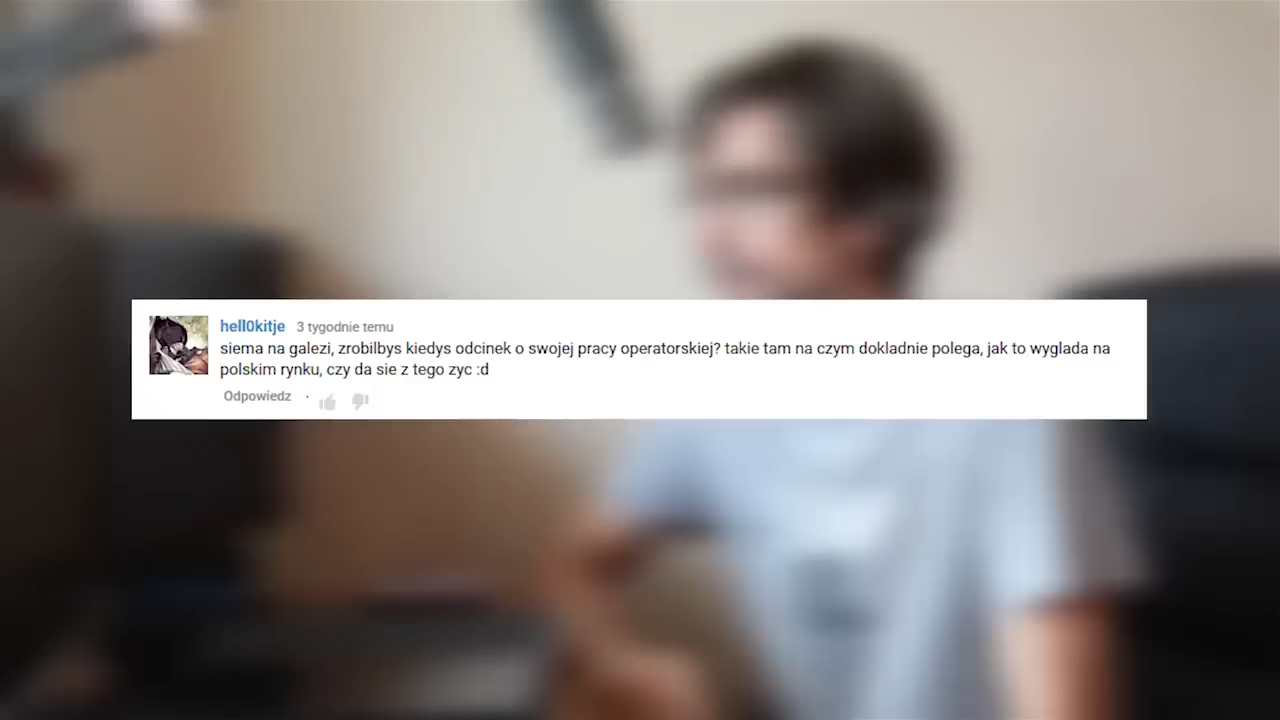 hell0kitje 3 tygodnie temu
siema na galezi, zrobilbys kiedys odcinek o swojej pracy operatorskiej? takie tam na czym dokladnie polega, jak to wyglada na
polskim rynku, czy da sie z tego zyc :d
Odpowiedz ·